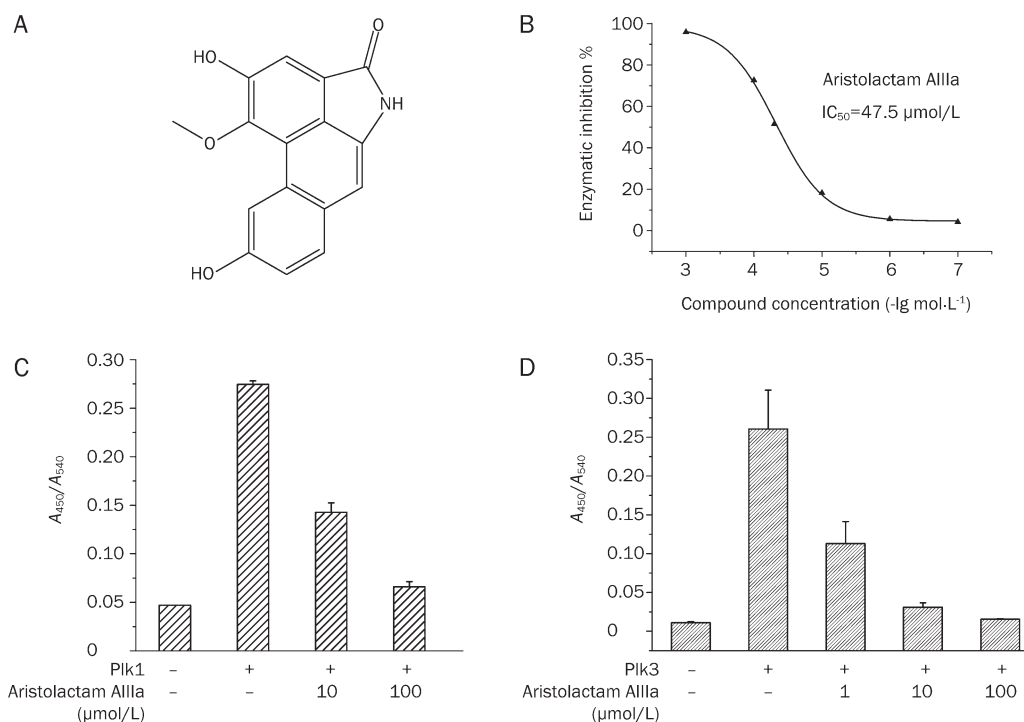 A
O
HO
NH
O
HO
B
Enzymatic inhibition %
100
80
60
40
20
0
Aristolactam AIIIa
IC₅₀=47.5 μmol/L
3 4 5 6 7
Compound concentration (-lg mol·L⁻¹)
C
A₄₅₀/A₅₄₀
0.30
0.25
0.20
0.15
0.10
0.05
0
Plk1 – + + +
Aristolactam AIIIa – – 10 100
(μmol/L)
D
A₄₅₀/A₅₄₀
0.35
0.30
0.25
0.20
0.15
0.10
0.05
0
Plk3 – + + + +
– – 1 10 100